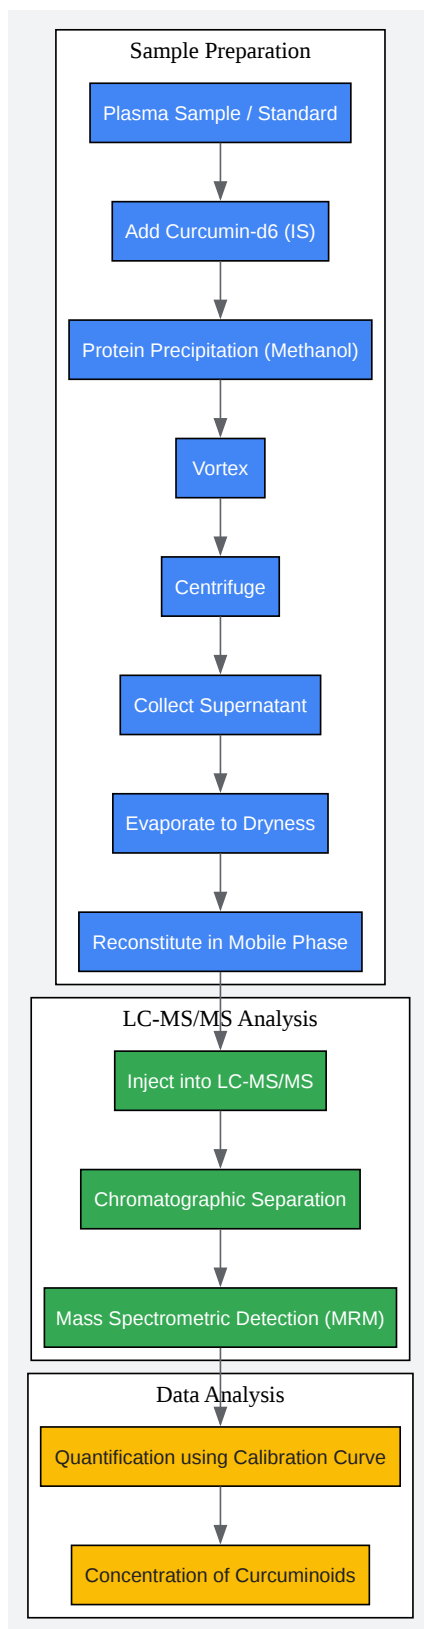 Sample Preparation
Plasma Sample / Standard
Add Curcumin-d6 (IS)
Protein Precipitation (Methanol)
Vortex
Centrifuge
Collect Supernatant
Evaporate to Dryness
Reconstitute in Mobile Phase
LC-MS/MS Analysis
Inject into LC-MS/MS
Chromatographic Separation
Mass Spectrometric Detection (MRM)
Data Analysis
Quantification using Calibration Curve
Concentration of Curcuminoids